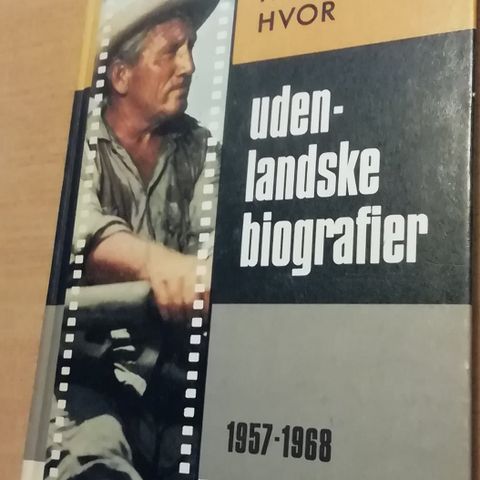 HVOR
uden-
landske
biografier
1957-1968